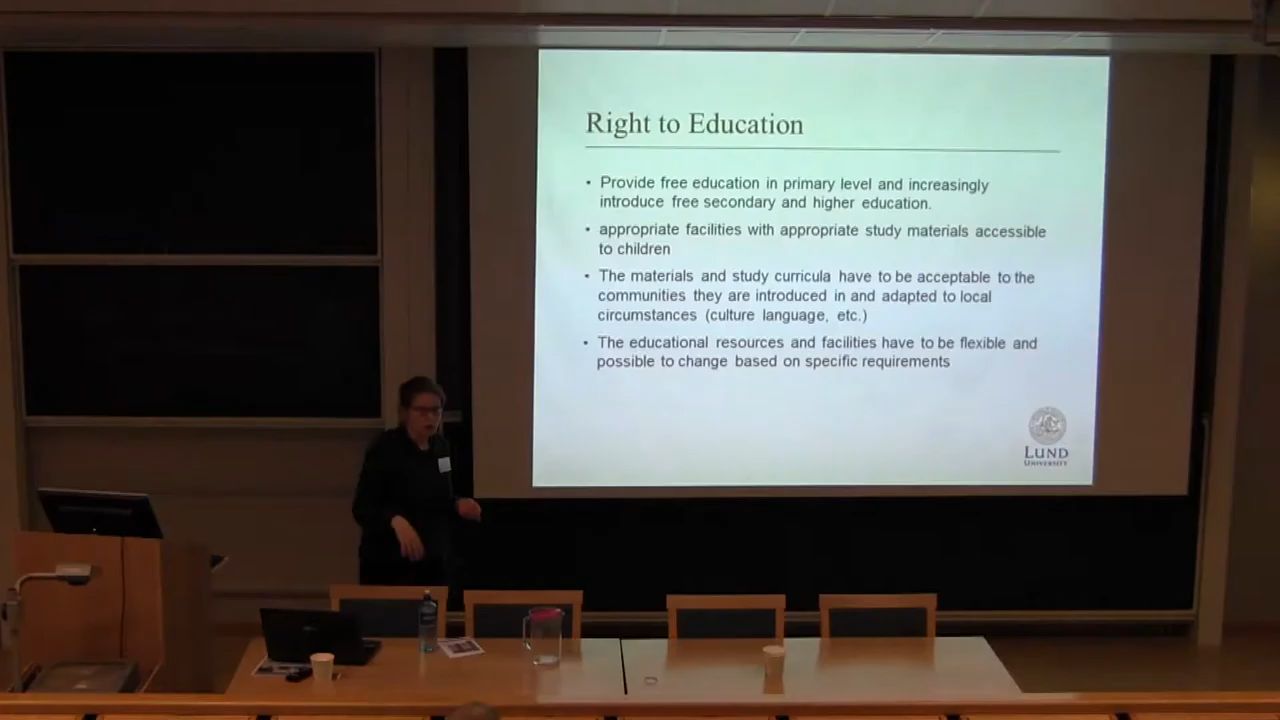 Right to Education
• Provide free education in primary level and increasingly
introduce free secondary and higher education.
• appropriate facilities with appropriate study materials accessible
to children
• The materials and study curricula have to be acceptable to the
communities they are introduced in and adapted to local
circumstances (culture language, etc.)
• The educational resources and facilities have to be flexible and
possible to change based on specific requirements
LUND
UNIVERSITY